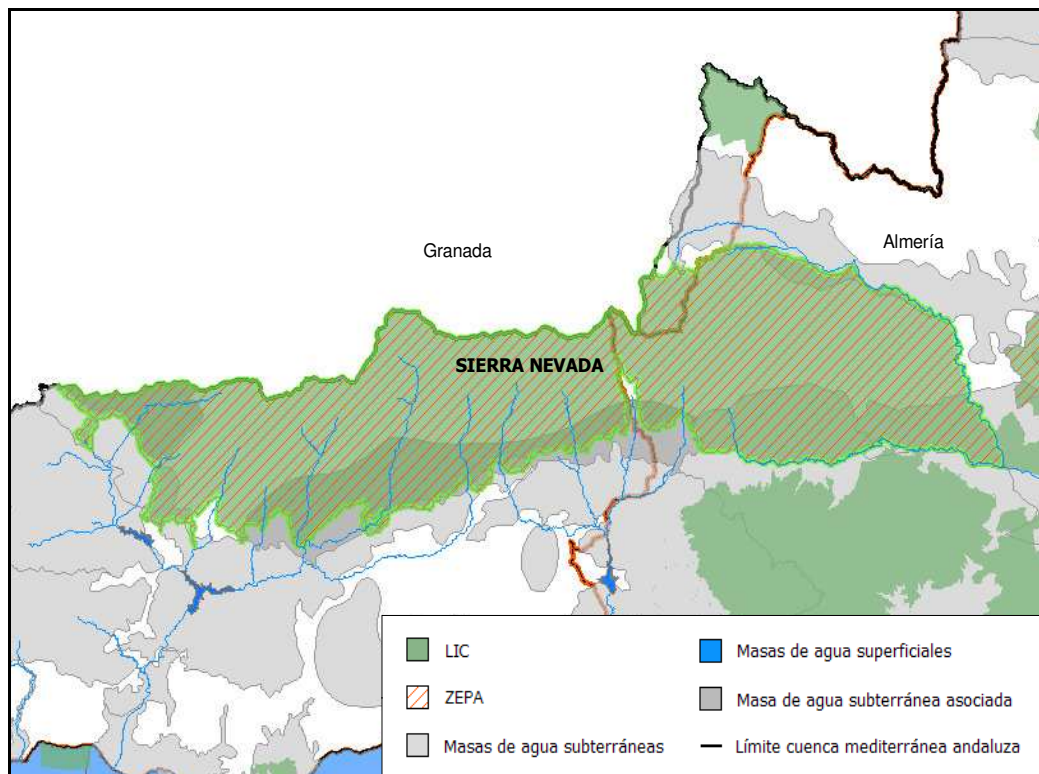 Granada
Almería
SIERRA NEVADA
LIC
ZEPA
Masas de agua subterráneas
Masas de agua superficiales
Masa de agua subterránea asociada
Límite cuenca mediterránea andaluza